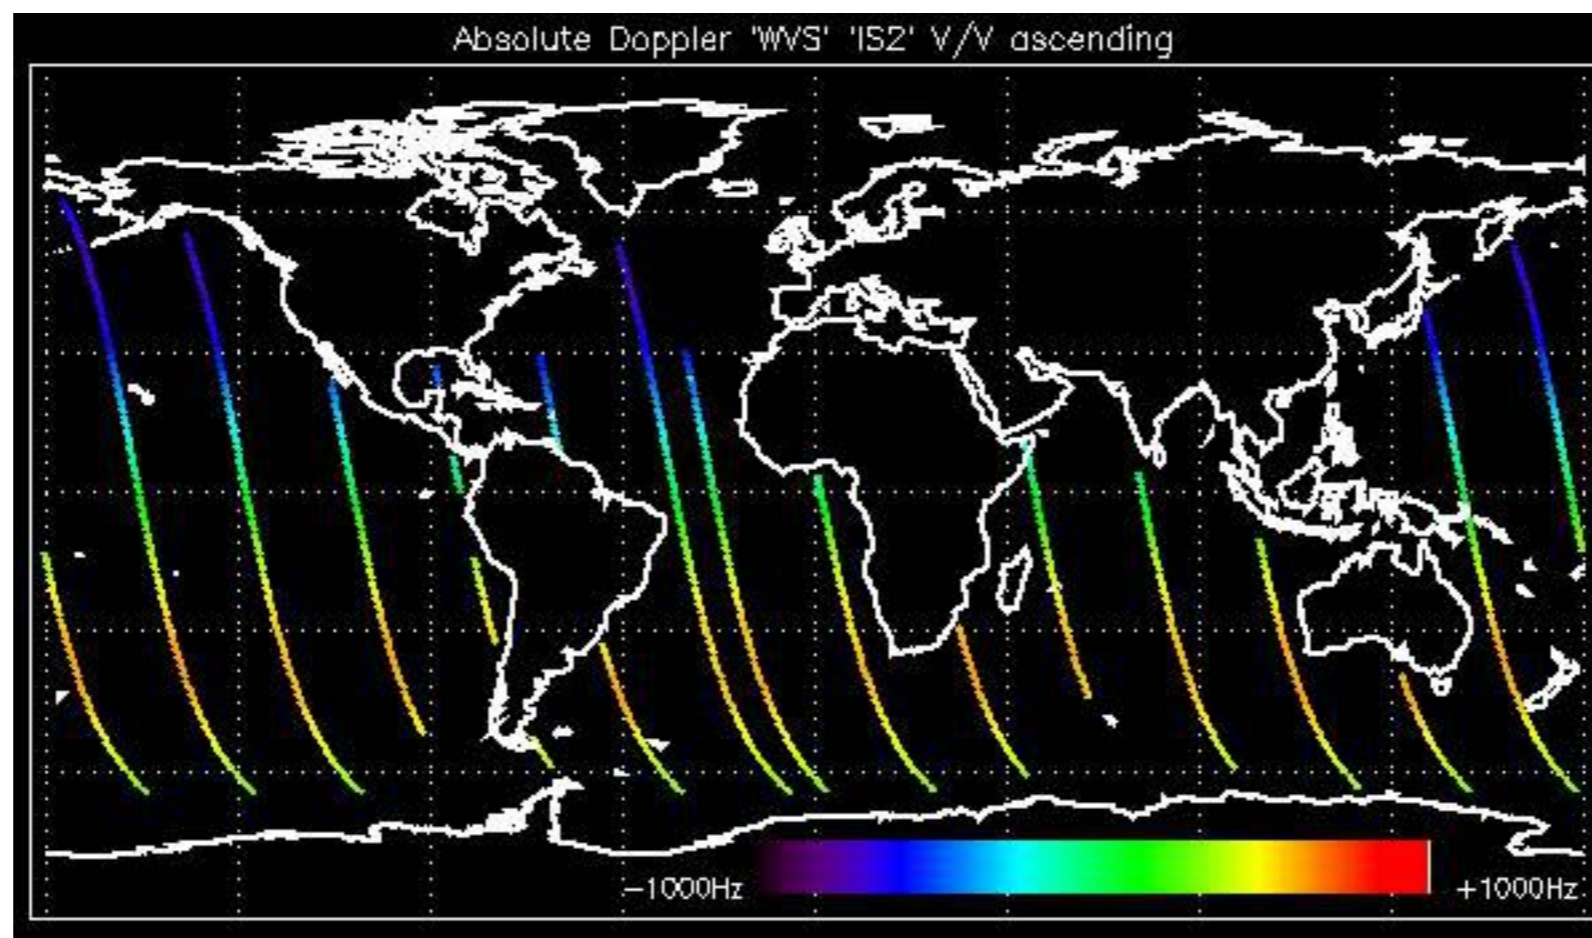 Absolute Doppler 'WVS' 'IS2' V/V ascending
−1000Hz +1000Hz